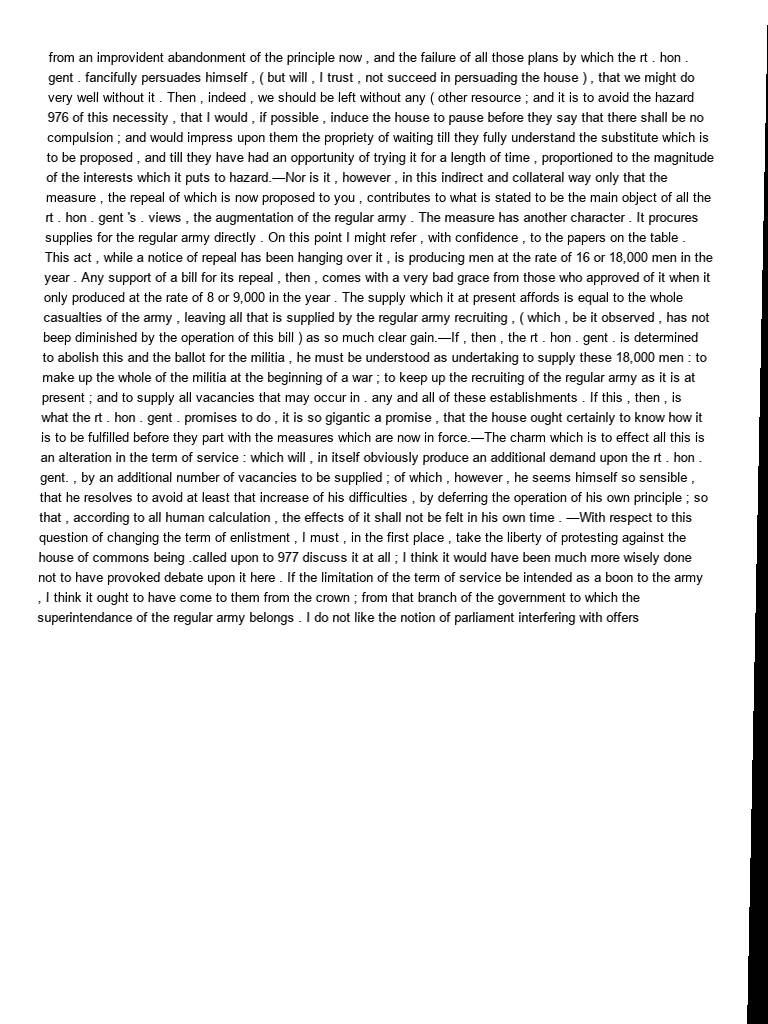 from an improvident abandonment of the principle now , and the failure of all those plans by which the rt . hon .
gent . fancifully persuades himself , ( but will , I trust , not succeed in persuading the house ) , that we might do
very well without it . Then , indeed , we should be left without any ( other resource ; and it is to avoid the hazard
976 of this necessity , that I would , if possible , induce the house to pause before they say that there shall be no
compulsion ; and would impress upon them the propriety of waiting till they fully understand the substitute which is
to be proposed , and till they have had an opportunity of trying it for a length of time , proportioned to the magnitude
of the interests which it puts to hazard.—Nor is it , however , in this indirect and collateral way only that the
measure , the repeal of which is now proposed to you , contributes to what is stated to be the main object of all the
rt . hon . gent 's . views , the augmentation of the regular army . The measure has another character . It procures
supplies for the regular army directly . On this point I might refer , with confidence , to the papers on the table .
This act , while a notice of repeal has been hanging over it , is producing men at the rate of 16 or 18,000 men in the
year . Any support of a bill for its repeal , then , comes with a very bad grace from those who approved of it when it
only produced at the rate of 8 or 9,000 in the year . The supply which it at present affords is equal to the whole
casualties of the army , leaving all that is supplied by the regular army recruiting , ( which , be it observed , has not
beep diminished by the operation of this bill ) as so much clear gain.—If , then , the rt . hon . gent . is determined
to abolish this and the ballot for the militia , he must be understood as undertaking to supply these 18,000 men : to
make up the whole of the militia at the beginning of a war ; to keep up the recruiting of the regular army as it is at
present ; and to supply all vacancies that may occur in . any and all of these establishments . If this , then , is
what the rt . hon . gent . promises to do , it is so gigantic a promise , that the house ought certainly to know how it
is to be fulfilled before they part with the measures which are now in force.—The charm which is to effect all this is
an alteration in the term of service : which will , in itself obviously produce an additional demand upon the rt . hon .
gent. , by an additional number of vacancies to be supplied ; of which , however , he seems himself so sensible ,
that he resolves to avoid at least that increase of his difficulties , by deferring the operation of his own principle ; so
that , according to all human calculation , the effects of it shall not be felt in his own time . —With respect to this
question of changing the term of enlistment , I must , in the first place , take the liberty of protesting against the
house of commons being .called upon to 977 discuss it at all ; I think it would have been much more wisely done
not to have provoked debate upon it here . If the limitation of the term of service be intended as a boon to the army
, I think it ought to have come to them from the crown ; from that branch of the government to which the
superintendance of the regular army belongs . I do not like the notion of parliament interfering with offers